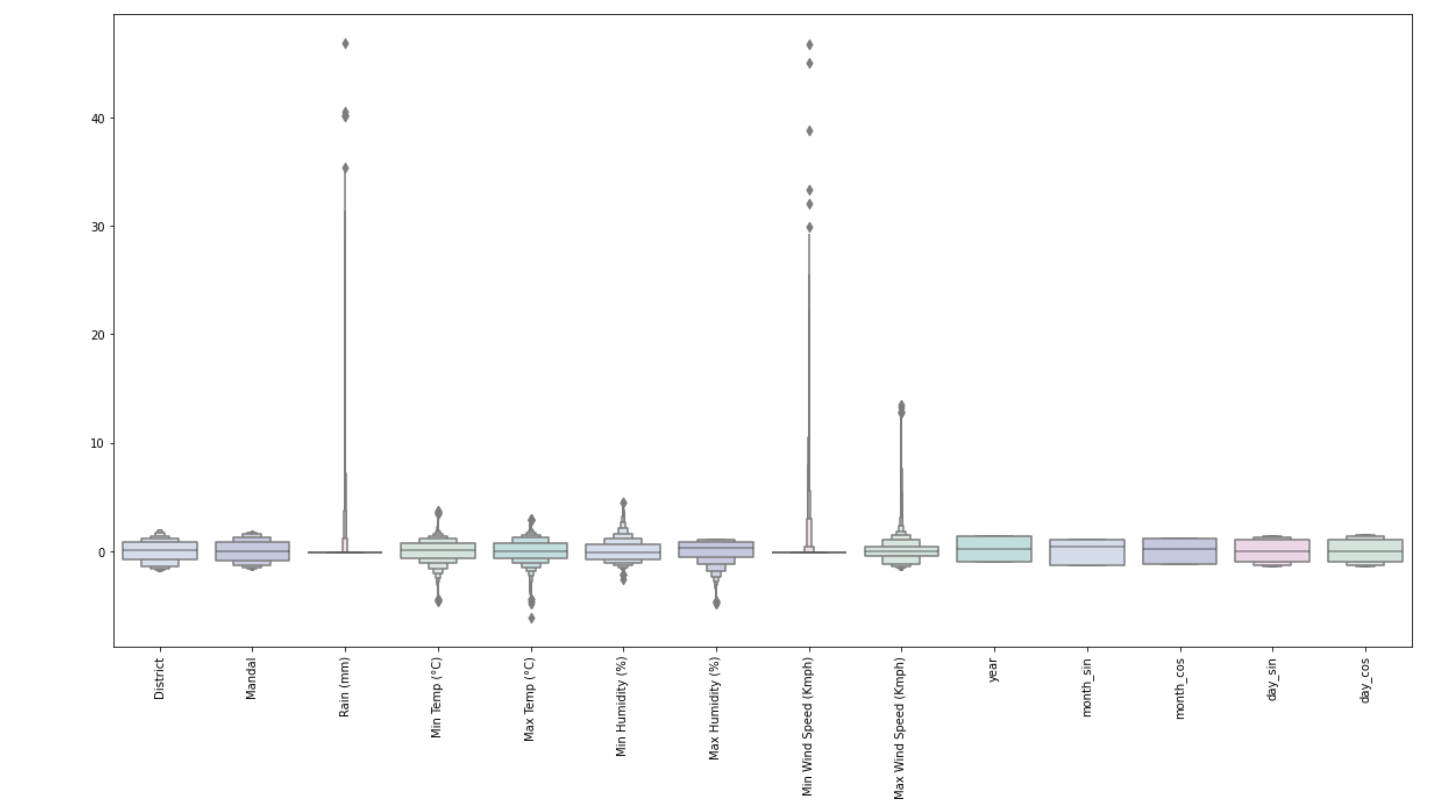 40
30
20
10
0
District
Mandal
Rain (mm)
Min Temp (°C)
Max Temp (°C)
Min Humidity (%)
Max Humidity (%)
Min Wind Speed (Kmph)
Max Wind Speed (Kmph)
year
month_sin
month_cos
day_sin
day_cos